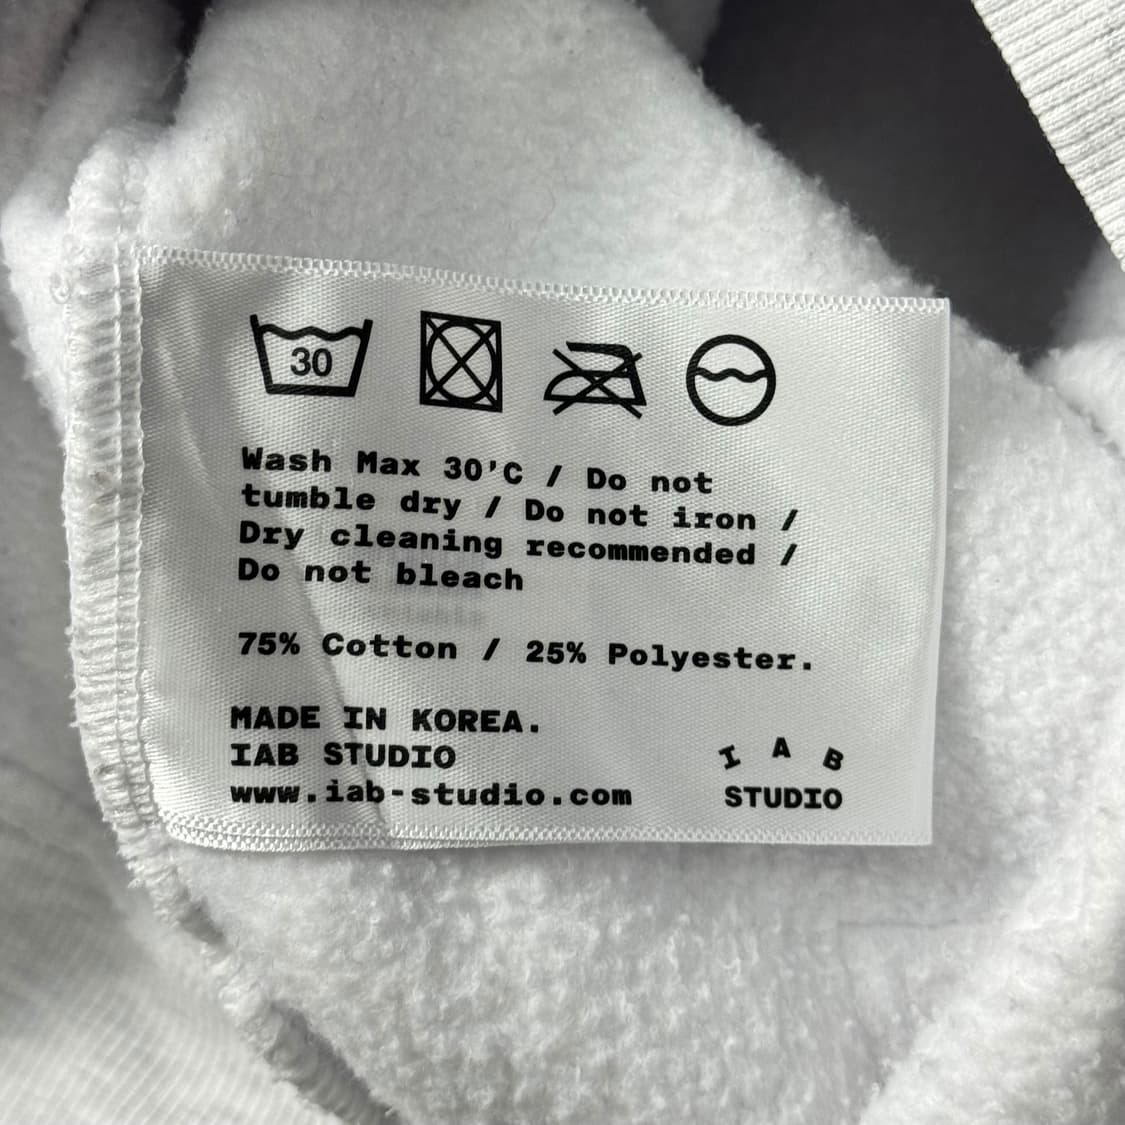 30
Wash Max 30'C / Do not
tumble dry / Do not iron /
Dry cleaning recommended /
Do not bleach
75% Cotton / 25% Polyester.
MADE IN KOREA.
IAB STUDIO
www.iab-studio.com
I A B
STUDIO